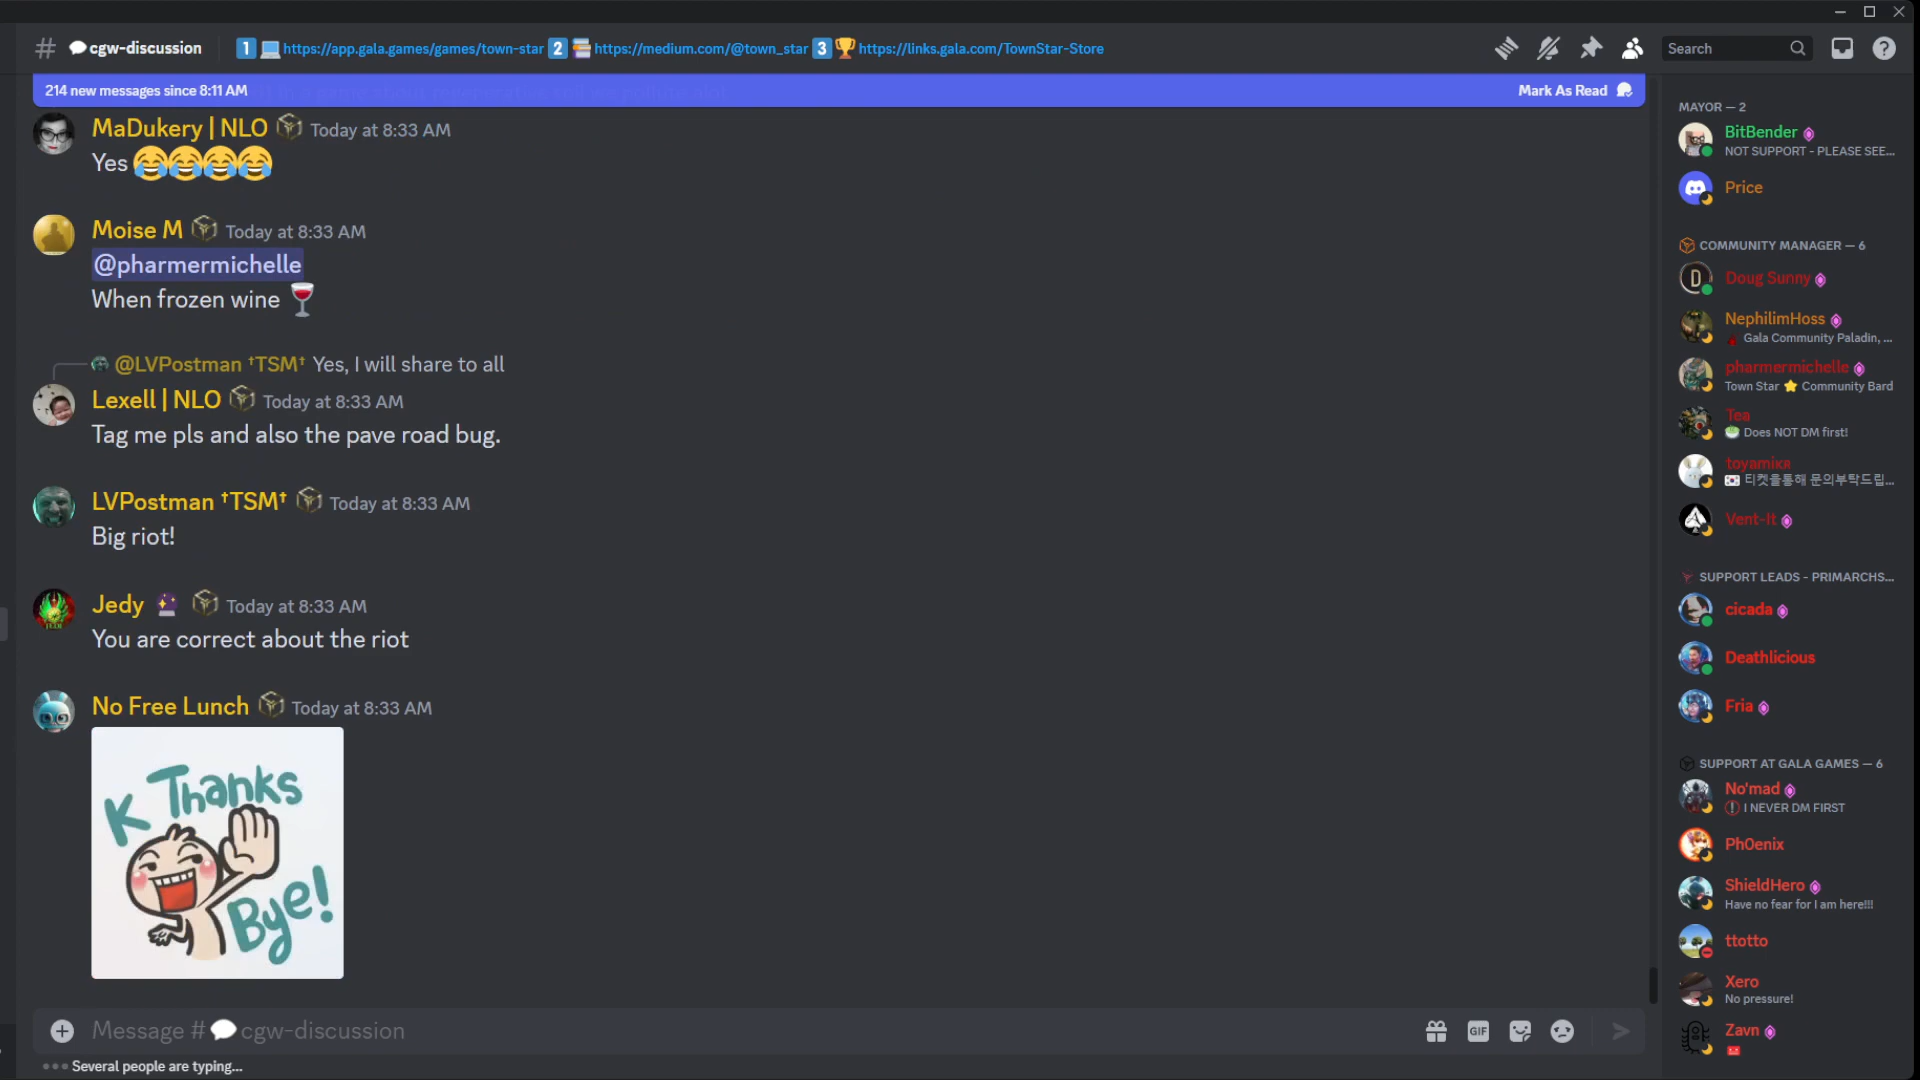 cgw-discussion
1 https://app.gala.games/games/town-star 2 https://medium.com/@town_star 3 https://links.gala.com/TownStar-Store
Search
214 new messages since 8:11 AM
Mark As Read
MaDukery | NLO Today at 8:33 AM
Yes 😂😂😂😂
Moise M Today at 8:33 AM
@pharmermichelle
When frozen wine 🍷
@LVPostman †TSM† Yes, I will share to all
Lexell | NLO Today at 8:33 AM
Tag me pls and also the pave road bug.
LVPostman †TSM† Today at 8:33 AM
Big riot!
Jedy 🔮 Today at 8:33 AM
You are correct about the riot
No Free Lunch Today at 8:33 AM
K Thanks
Bye!
Message # 💬 cgw-discussion
GIF
Several people are typing...
MAYOR — 2
BitBender
NOT SUPPORT - PLEASE SEE...
Price
COMMUNITY MANAGER — 6
D
Doug Sunny
NephilimHoss
Gala Community Paladin, ...
pharmermichelle
Town Star ⭐ Community Bard
Tea
🍵 Does NOT DM first!
toyamikr
🇰🇷 티켓을통해 문의부탁드립...
Vent-It
SUPPORT LEADS - PRIMARCHS...
cicada
Deathlicious
Fria
SUPPORT AT GALA GAMES — 6
No'mad
I NEVER DM FIRST
Ph0enix
ShieldHero
Have no fear for I am here!!!
ttotto
Xero
No pressure!
Zavn